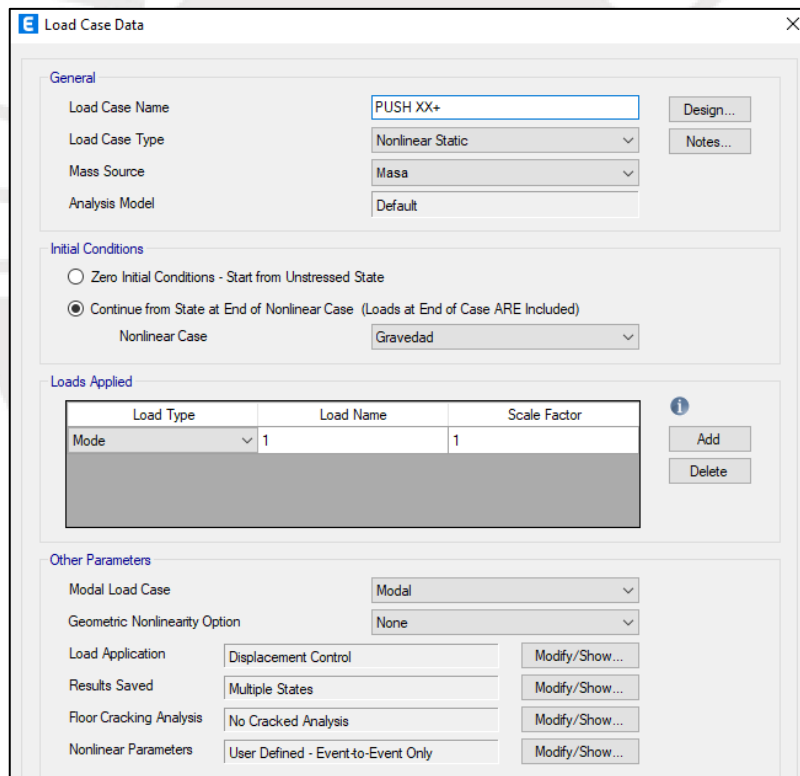 E Load Case Data
General
Load Case Name PUSH XX+ Design...
Load Case Type Nonlinear Static Notes...
Mass Source Masa
Analysis Model Default
Initial Conditions
Zero Initial Conditions - Start from Unstressed State
Continue from State at End of Nonlinear Case (Loads at End of Case ARE Included)
Nonlinear Case Gravedad
Loads Applied
Load Type Load Name Scale Factor
Mode 1 1 Add
Delete
Other Parameters
Modal Load Case Modal
Geometric Nonlinearity Option None
Load Application Displacement Control Modify/Show...
Results Saved Multiple States Modify/Show...
Floor Cracking Analysis No Cracked Analysis Modify/Show...
Nonlinear Parameters User Defined - Event-to-Event Only Modify/Show...